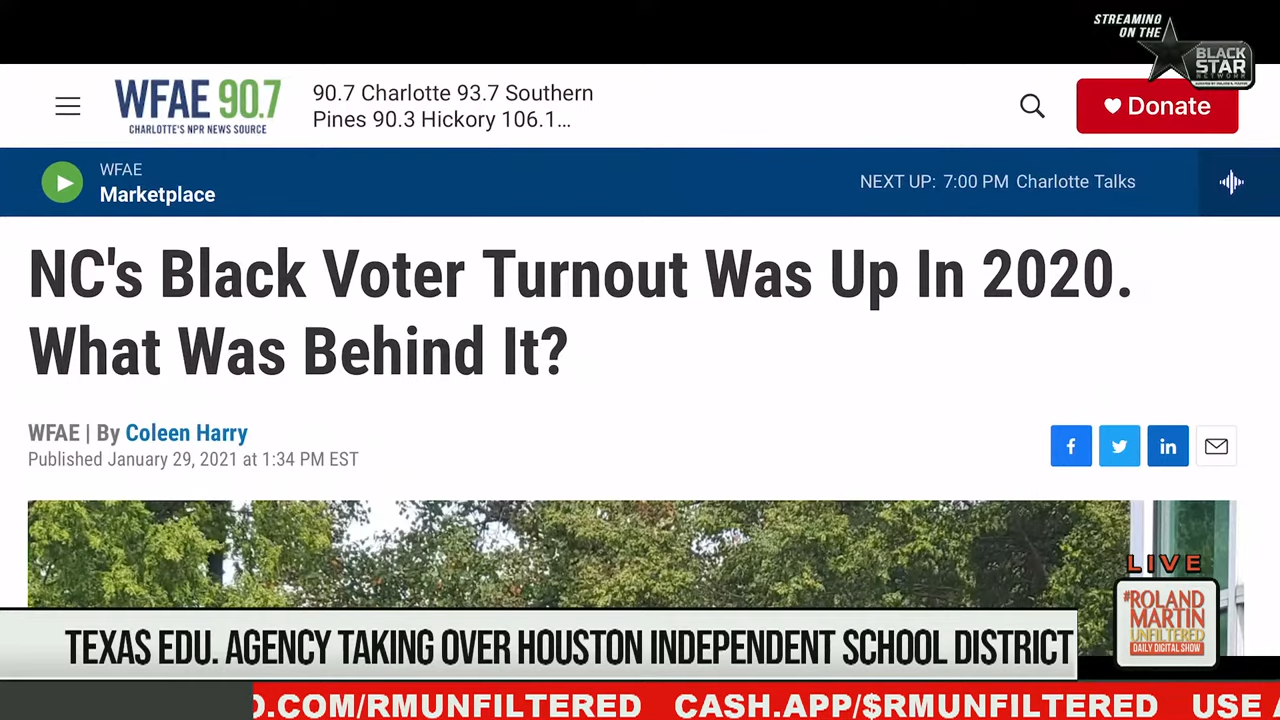 STREAMING
ON THE
BLACK
STAR
NETWORK
WFAE 90.7
CHARLOTTE'S NPR NEWS SOURCE
90.7 Charlotte 93.7 Southern
Pines 90.3 Hickory 106.1...
Donate
WFAE
Marketplace
NEXT UP: 7:00 PM Charlotte Talks
NC's Black Voter Turnout Was Up In 2020.
What Was Behind It?
WFAE | By Coleen Harry
Published January 29, 2021 at 1:34 PM EST
f
in
LIVE
#ROLAND
MARTIN
UNFILTERED
DAILY DIGITAL SHOW
TEXAS EDU. AGENCY TAKING OVER HOUSTON INDEPENDENT SCHOOL DISTRICT
.COM/RMUNFILTERED CASH.APP/$RMUNFILTERED USE